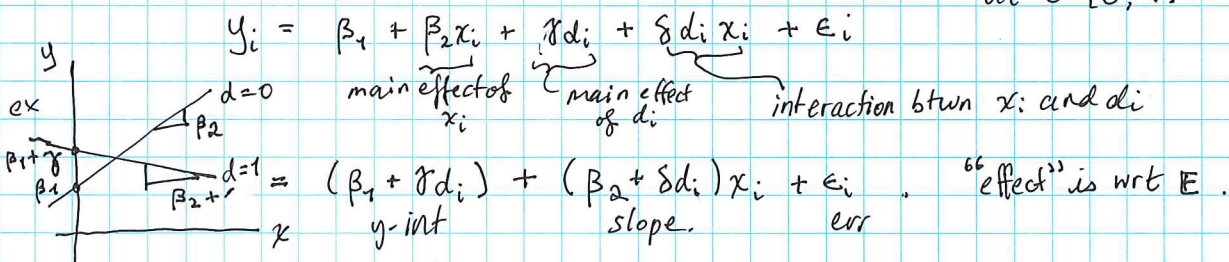 y_i = β_1 + β_2x_i + γd_i + δd_ix_i + ε_i
main effect of x_i
main effect of d_i
interaction btwn x_i and d_i
y
ex
d=0
β_2
β_1+γ
β_1
d=1
β_2+
x
= (β_1 + γd_i) + (β_2 + δd_i)x_i + ε_i . “effect” is wrt E.
y-int slope. err